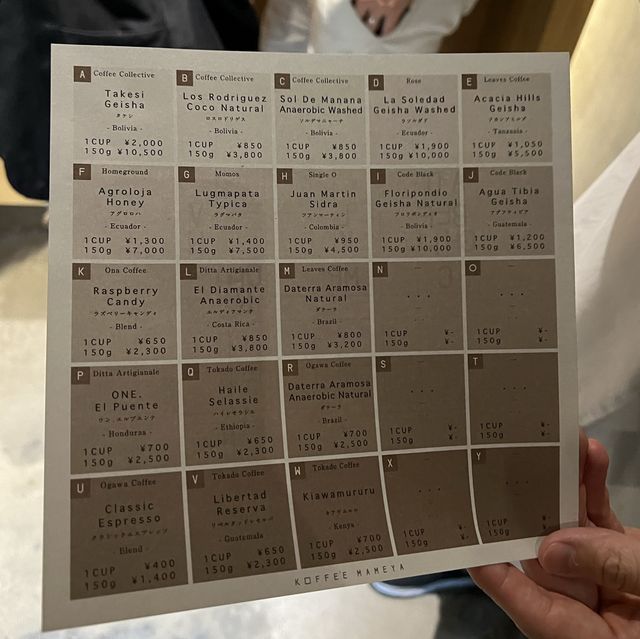 A Coffee Collective
Takesi
Geisha
タケシ
- Bolivia -
1CUP ¥2,000
150g ¥10,500
B Coffee Collective
Los Rodriguez
Coco Natural
ロスロドリゲス
- Bolivia -
1CUP ¥850
150g ¥3,800
C Coffee Collective
Sol De Manana
Anaerobic Washed
ソルデマニャーナ
- Bolivia -
1CUP ¥850
150g ¥3,800
D Rose
La Soledad
Geisha Washed
ラソルダド
- Ecuador -
1CUP ¥1,900
150g ¥10,000
E Leaves Coffee
Acacia Hills
Geisha
アカシアヒルズ
- Tanzania -
1CUP ¥1,050
150g ¥5,500
F Homeground
Agroloja
Honey
アグロロハ
- Ecuador -
1CUP ¥1,300
150g ¥7,000
G Momos
Lugmapata
Typica
ラグマパタ
- Ecuador -
1CUP ¥1,400
150g ¥7,500
H Single O
Juan Martin
Sidra
フアンマーティン
- Colombia -
1CUP ¥950
150g ¥4,500
I Code Black
Floripondio
Geisha Natural
フロリポンディオ
- Bolivia -
1CUP ¥1,900
150g ¥10,000
J Code Black
Agua Tibia
Geisha
アグアティビア
- Guatemala -
1CUP ¥1,200
150g ¥6,500
K Ona Coffee
Raspberry
Candy
ラズベリーキャンディ
- Blend -
1CUP ¥650
150g ¥2,300
L Ditta Artigianale
El Diamante
Anaerobic
エルディアマンテ
- Costa Rica -
1CUP ¥850
150g ¥3,800
M Leaves Coffee
Daterra Aramosa
Natural
ダテーラ
- Brazil -
1CUP ¥800
150g ¥3,200
N
...
1CUP ¥-
150g ¥-
O
...
1CUP ¥-
150g ¥-
P Ditta Artigianale
ONE.
El Puente
ワン エルプエンテ
- Honduras -
1CUP ¥700
150g ¥2,500
Q Tokado Coffee
Haile
Selassie
ハイレセラシエ
- Ethiopia -
1CUP ¥650
150g ¥2,300
R Ogawa Coffee
Daterra Aramosa
Anaerobic Natural
ダテーラ
- Brazil -
1CUP ¥700
150g ¥2,500
S
...
1CUP ¥-
150g ¥-
T
...
1CUP ¥-
150g ¥-
U Ogawa Coffee
Classic
Espresso
クラシックエスプレッソ
- Blend -
1CUP ¥400
150g ¥1,400
V Tokado Coffee
Libertad
Reserva
リベルタッドレセルバ
- Guatemala -
1CUP ¥650
150g ¥2,300
W Tokado Coffee
Kiawamururu
キアワムルル
- Kenya -
1CUP ¥700
150g ¥2,500
X
...
1CUP ¥-
150g ¥-
Y
...
1CUP ¥-
150g ¥-
KOFFEE MAMEYA